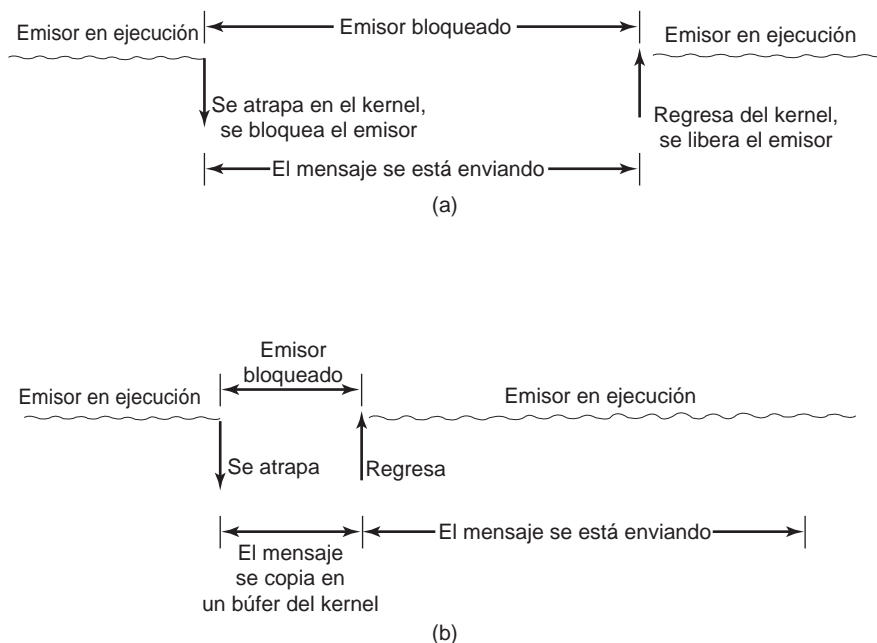 Emisor en ejecución
Emisor bloqueado
Emisor en ejecución
Se atrapa en el kernel,
se bloquea el emisor
Regresa del kernel,
se libera el emisor
El mensaje se está enviando
(a)
Emisor
bloqueado
Emisor en ejecución
Emisor en ejecución
Se atrapa
Regresa
El mensaje se está enviando
El mensaje
se copia en
un búfer del kernel
(b)